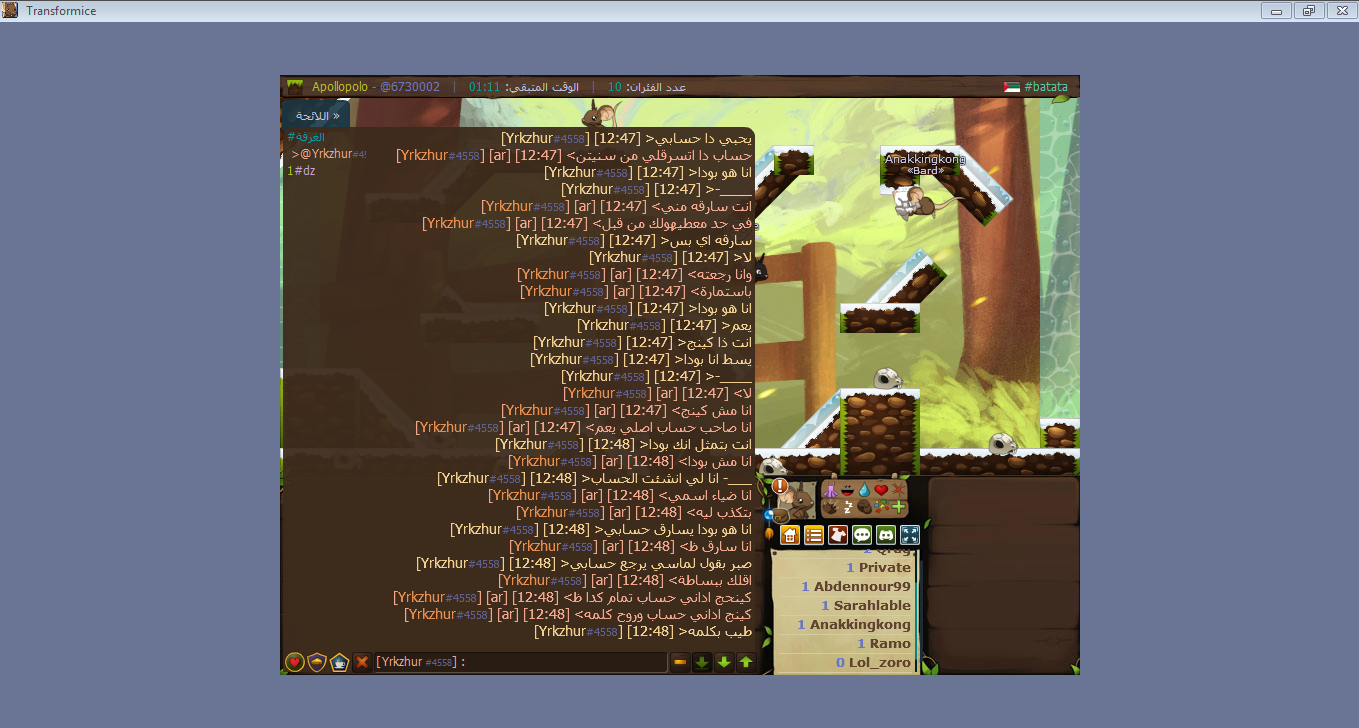 Transformice
Apollopolo - @6730002 | الوقت المتبقي: 01:11 | عدد الفئران: 10
#batata
« اللائحة
#الغرفة
>@Yrkzhur#4!
1#dz
[Yrkzhur#4558] [12:47] >يحبي دا حسابي
[Yrkzhur#4558] [ar] [12:47] >حساب دا اتسرقلي من سنيتن
[Yrkzhur#4558] [12:47] >انا هو بودا
[Yrkzhur#4558] [12:47] >-____
[Yrkzhur#4558] [ar] [12:47] >انت سارقه مني
[Yrkzhur#4558] [ar] [12:47] >في حد معطيهولك من قبل
[Yrkzhur#4558] [12:47] >سارقه اي بس
[Yrkzhur#4558] [12:47] >لا
[Yrkzhur#4558] [ar] [12:47] >وانا رجعته
[Yrkzhur#4558] [ar] [12:47] >باستمارة
[Yrkzhur#4558] [12:47] >انا هو بودا
[Yrkzhur#4558] [12:47] >يعم
[Yrkzhur#4558] [12:47] >انت ذا كينج
[Yrkzhur#4558] [12:47] >يسط انا بودا
[Yrkzhur#4558] [12:47] >-____
[Yrkzhur#4558] [ar] [12:47] >لا
[Yrkzhur#4558] [ar] [12:47] >انا مش كينج
[Yrkzhur#4558] [ar] [12:47] >انا صاحب حساب اصلي يعم
[Yrkzhur#4558] [12:48] >انت بتمثل انك بودا
[Yrkzhur#4558] [ar] [12:48] >انا مش بودا
[Yrkzhur#4558] [12:48] >___- انا لي انشئت الحساب
[Yrkzhur#4558] [ar] [12:48] >انا ضياء اسمي
[Yrkzhur#4558] [ar] [12:48] >بتكذب ليه
[Yrkzhur#4558] [12:48] >انا هو بودا يسارق حسابي
[Yrkzhur#4558] [ar] [12:48] >انا سارق ظ
[Yrkzhur#4558] [12:48] >صبر بقول لماسي يرجع حسابي
[Yrkzhur#4558] [ar] [12:48] >اقلك ببساطة
[Yrkzhur#4558] [ar] [12:48] >كينحج اداني حساب تمام كدا ظ
[Yrkzhur#4558] [ar] [12:48] >كينج اداني حساب وروح كلمه
[Yrkzhur#4558] [12:48] >طيب بكلمه
[Yrkzhur #4558] :
Anakkingkong
«Bard»
1 Private
1 Abdennour99
1 Sarahlable
1 Anakkingkong
1 Ramo
0 Lol_zoro